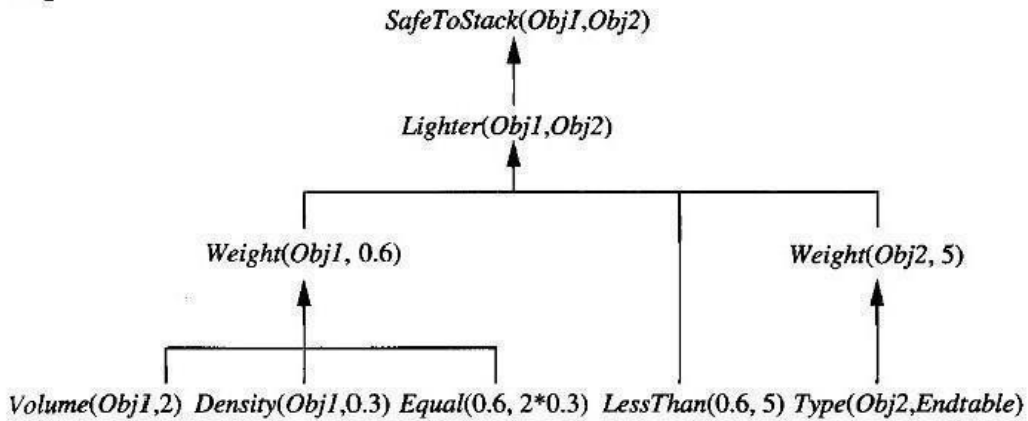 SafeToStack(Obj1,Obj2)
Lighter(Obj1,Obj2)
Weight(Obj1, 0.6) Weight(Obj2, 5)
Volume(Obj1,2) Density(Obj1,0.3) Equal(0.6, 2*0.3) LessThan(0.6, 5) Type(Obj2,Endtable)